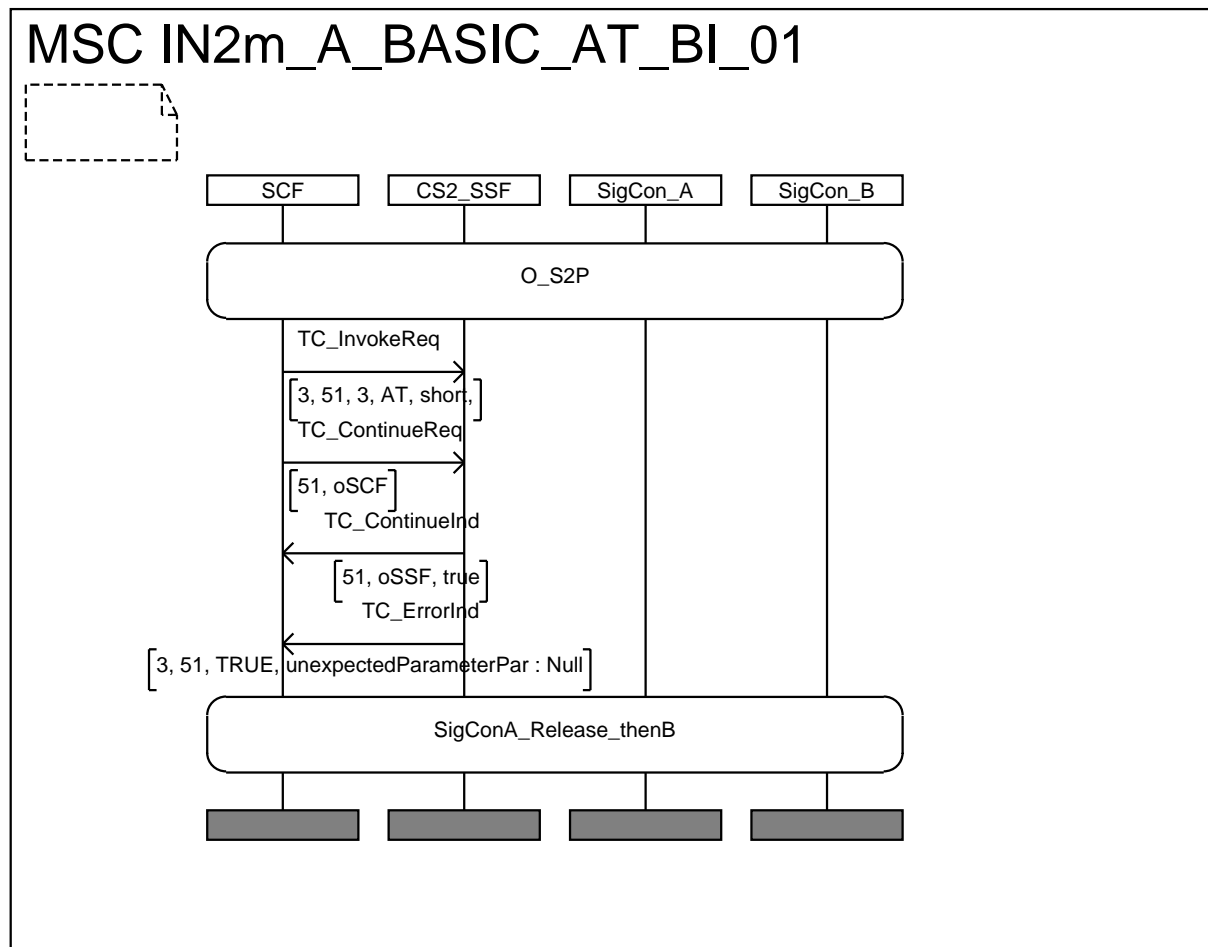 MSC IN2m_A_BASIC_AT_BI_01
SCF
CS2_SSF
SigCon_A
SigCon_B
O_S2P
TC_InvokeReq
3, 51, 3, AT, short,
TC_ContinueReq
51, oSCF
TC_ContinueInd
51, oSSF, true
TC_ErrorInd
3, 51, TRUE, unexpectedParameterPar : Null
SigConA_Release_thenB